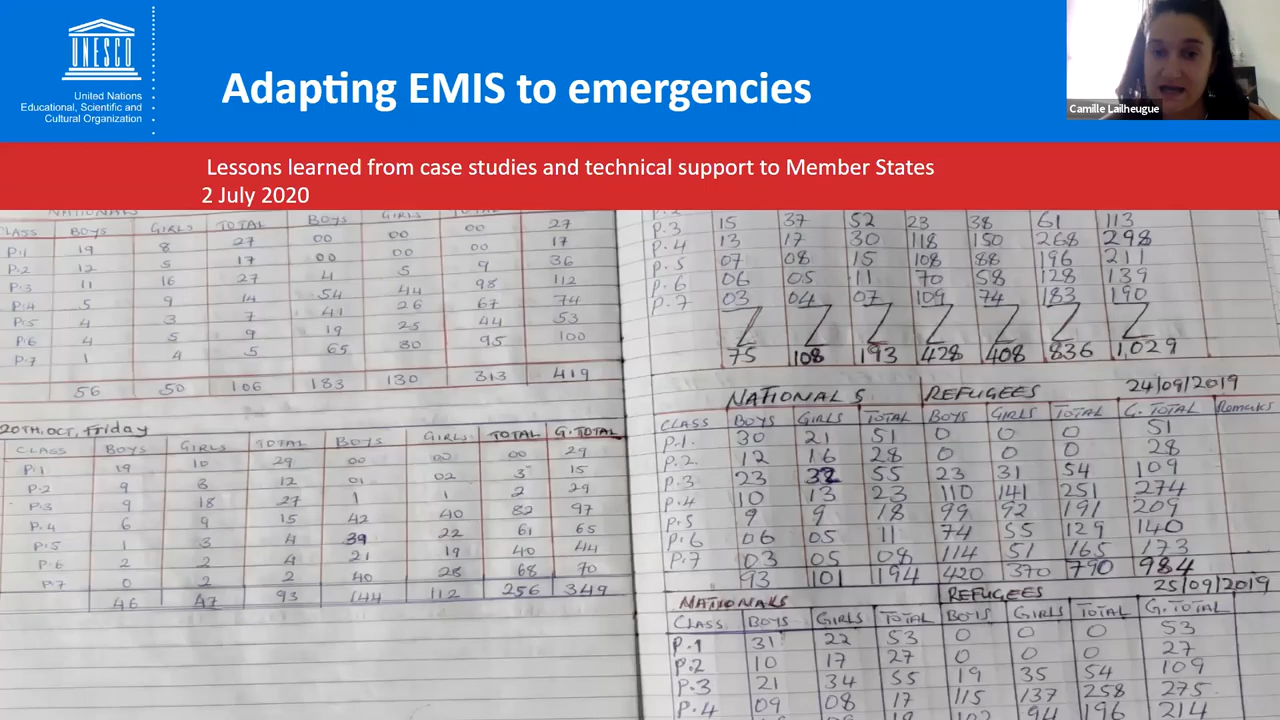 UNESCO
United Nations
Educational, Scientific and
Cultural Organization
Adapting EMIS to emergencies
Camille Lailheugue
Lessons learned from case studies and technical support to Member States
2 July 2020
NATIONALS
CLASS BOYS GIRLS TOTAL BOYS GIRLS TOTAL 27
P.1 19 8 27 00 00 00 17
P.2 12 5 17 00 00 00 36
P.3 11 16 27 4 5 9 112
P.4 5 9 14 54 44 98 74
P.5 4 3 7 41 26 67 53
P.6 4 5 9 19 25 44 100
P.7 1 4 5 65 30 95
56 50 106 183 130 313 419
20TH, OCT, Friday
CLASS BOYS GIRLS TOTAL BOYS GIRLS TOTAL G.TOTAL
P.1 19 10 29 00 00 00 29
P.2 9 8 12 01 02 3 15
P.3 9 18 27 1 1 2 29
P.4 6 9 15 42 40 82 97
P.5 1 3 4 39 22 61 65
P.6 2 2 4 21 19 40 44
P.7 0 2 2 40 28 68 70
46 47 93 144 112 256 349
P.3 15 37 52 23 38 61 113
P.4 13 17 30 118 150 268 298
P.5 07 08 15 108 88 196 211
P.6 06 05 11 70 58 128 139
P.7 03 04 07 109 74 183 190
75 108 193 428 408 836 1,029
NATIONALS REFUGEES 24/09/2019
CLASS BOYS GIRLS TOTAL BOYS GIRLS TOTAL G.TOTAL Remarks
P.1. 30 21 51 0 0 0 51
P.2. 12 16 28 0 0 0 28
P.3 23 32 55 23 31 54 109
P.4 10 13 23 110 141 251 274
P.5 9 9 18 99 92 191 209
P.6 06 05 11 74 55 129 140
P.7 03 05 08 114 51 165 173
93 101 194 420 370 790 984
NATIONALS REFUGEES 25/09/2019
CLASS BOYS GIRLS TOTAL BOYS GIRLS TOTAL G.TOTAL
P.1 31 22 53 0 0 0 53
P.2 10 17 27 0 0 0 27
P.3 21 34 55 19 35 54 109
P.4 09 08 17 115 137 258 275
94 196 214